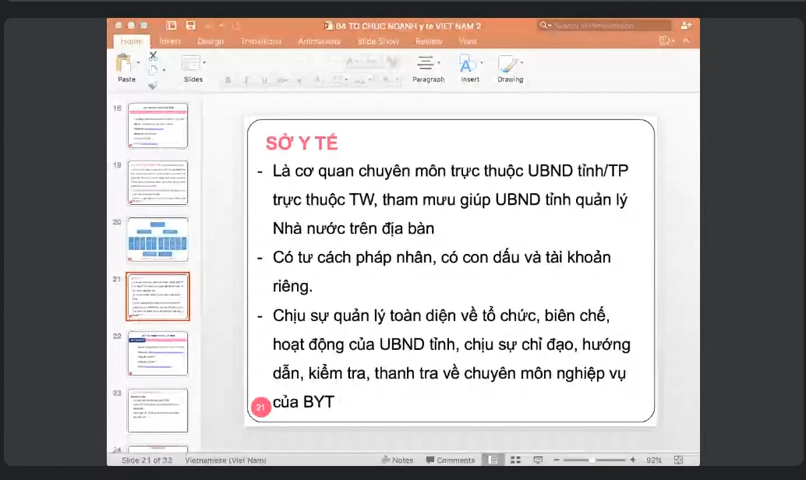 B4 TO CHUC NGANH y te VIET NAM 2
Search in Presentation
Home Insert Design Transitions Animations Slide Show Review View
Paste Slides Paragraph Insert Drawing
18
19
20
21
22
23
24
SỞ Y TẾ
- Là cơ quan chuyên môn trực thuộc UBND tỉnh/TP
trực thuộc TW, tham mưu giúp UBND tỉnh quản lý
Nhà nước trên địa bàn
- Có tư cách pháp nhân, có con dấu và tài khoản
riêng.
- Chịu sự quản lý toàn diện về tổ chức, biên chế,
hoạt động của UBND tỉnh, chịu sự chỉ đạo, hướng
dẫn, kiểm tra, thanh tra về chuyên môn nghiệp vụ
của BYT
21
Slide 21 of 32 Vietnamese (Viet Nam) Notes Comments 92%